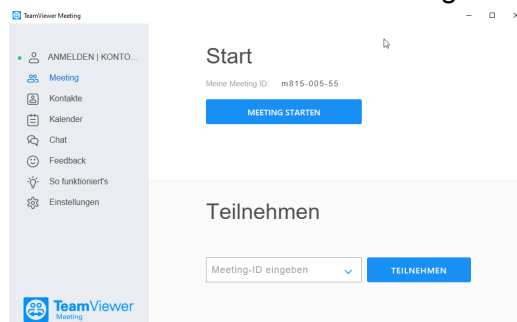 TeamViewer Meeting
ANMELDEN | KONTO...
Meeting
Kontakte
Kalender
Chat
Feedback
So funktioniert's
Einstellungen
TeamViewer
Meeting
Start
Meine Meeting ID: m815-005-55
MEETING STARTEN
Teilnehmen
Meeting-ID eingeben
TEILNEHMEN